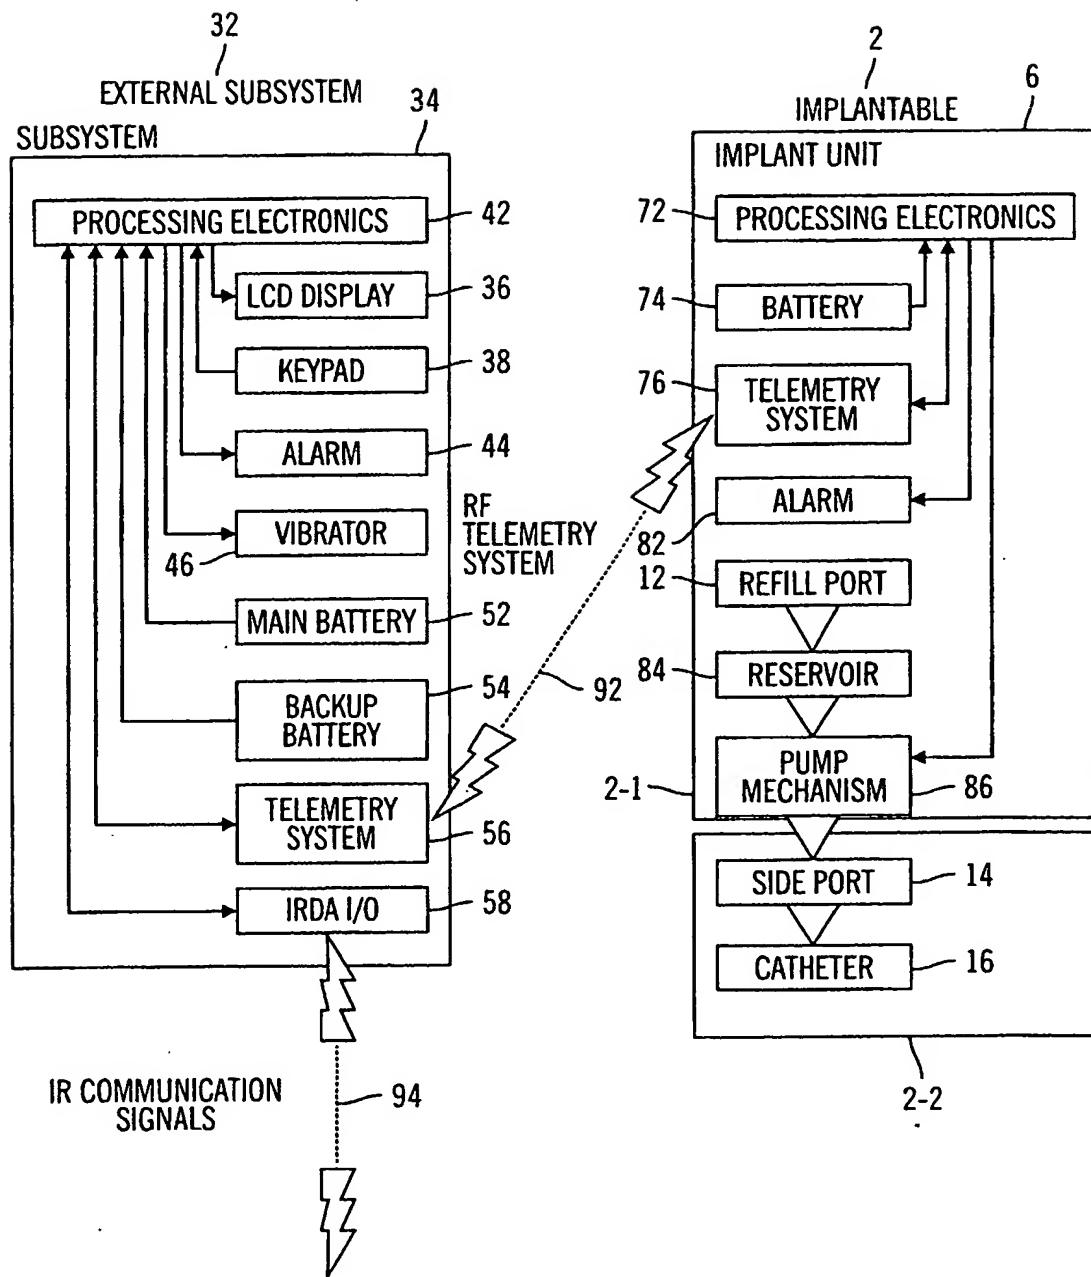 32
EXTERNAL SUBSYSTEM
34
SUBSYSTEM
PROCESSING ELECTRONICS
42
LCD DISPLAY
36
KEYPAD
38
ALARM
44
VIBRATOR
46
MAIN BATTERY
52
BACKUP
BATTERY
54
TELEMETRY
SYSTEM
56
IRDA I/O
58
RF
TELEMETRY
SYSTEM
92
IR COMMUNICATION
SIGNALS
94
2
IMPLANTABLE
6
IMPLANT UNIT
72
PROCESSING ELECTRONICS
74
BATTERY
76
TELEMETRY
SYSTEM
ALARM
82
12
REFILL PORT
84
RESERVOIR
PUMP
MECHANISM
2-1
86
SIDE PORT
14
CATHETER
16
2-2